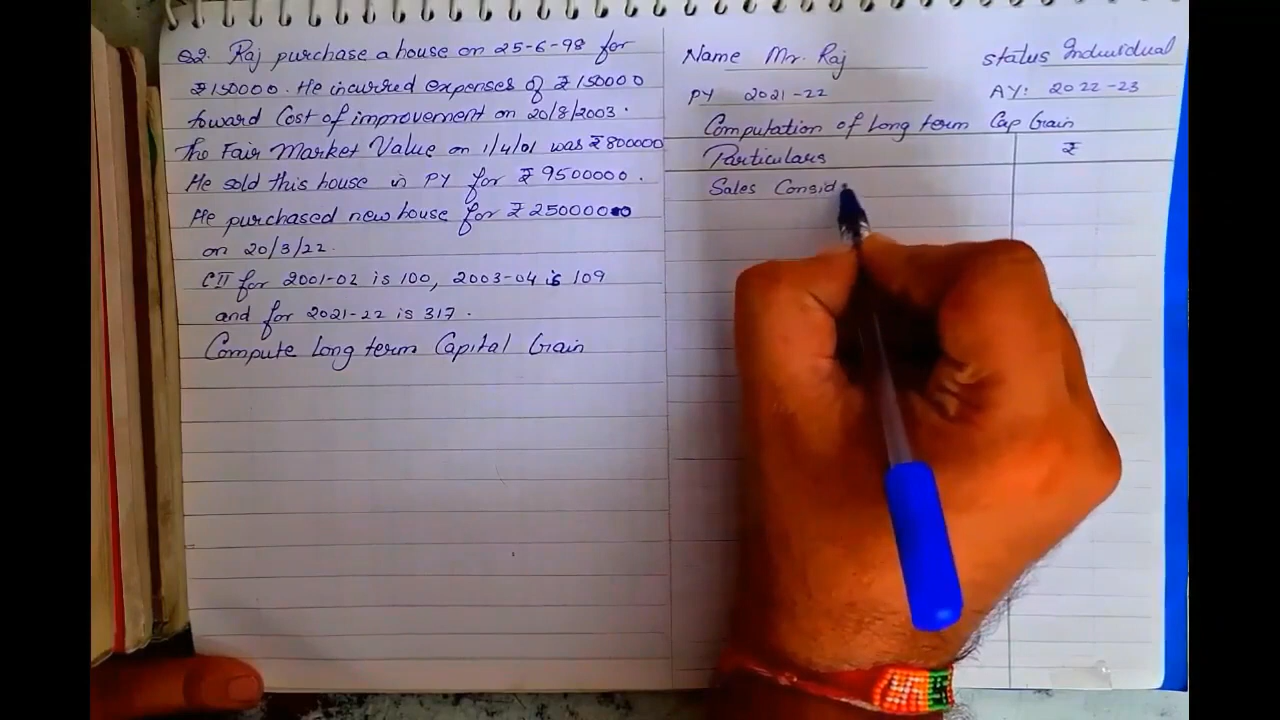 Q2. Raj purchase a house on 25-6-98 for
₹150000. He incurred expenses of ₹150000
toward Cost of improvement on 20/8/2003.
The Fair Market Value on 1/4/01 was ₹800000
He sold this house in PY for ₹9500000.
He purchased new house for ₹2500000
on 20/3/22.
CII for 2001-02 is 100, 2003-04 is 109
and for 2021-22 is 317.
Compute Long term Capital Gain
Name Mr. Raj status Individual
PY 2021-22 AY: 2022-23
Computation of Long term Cap Gain
Particulars ₹
Sales Consid